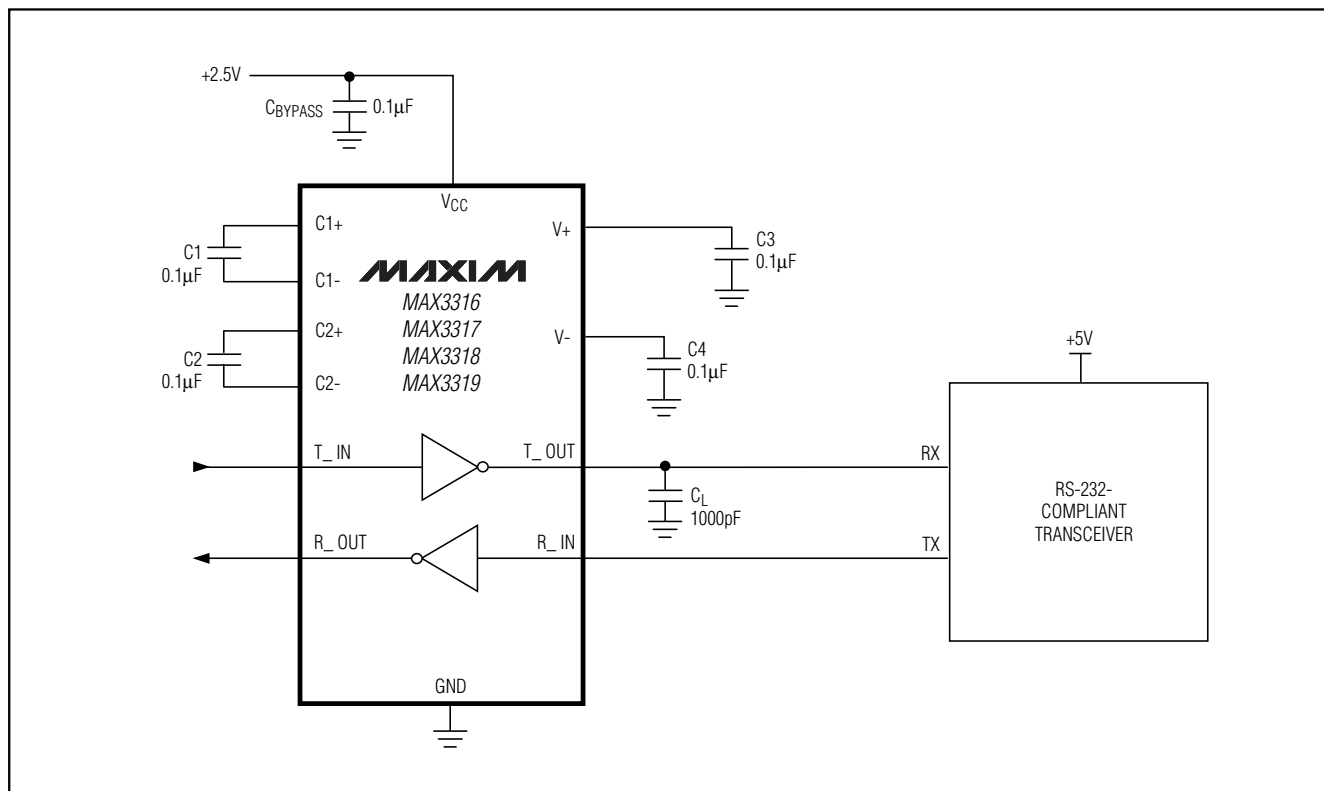 +2.5V
CBYPASS
0.1μF
VCC
C1+
V+
C1
0.1μF
C3
0.1μF
C1-
MAXIM
MAX3316
MAX3317
MAX3318
MAX3319
C2+
V-
C2
0.1μF
C4
0.1μF
C2-
+5V
T_ IN
T_ OUT
RX
CL
1000pF
RS-232-
COMPLIANT
TRANSCEIVER
R_ OUT
R_ IN
TX
GND